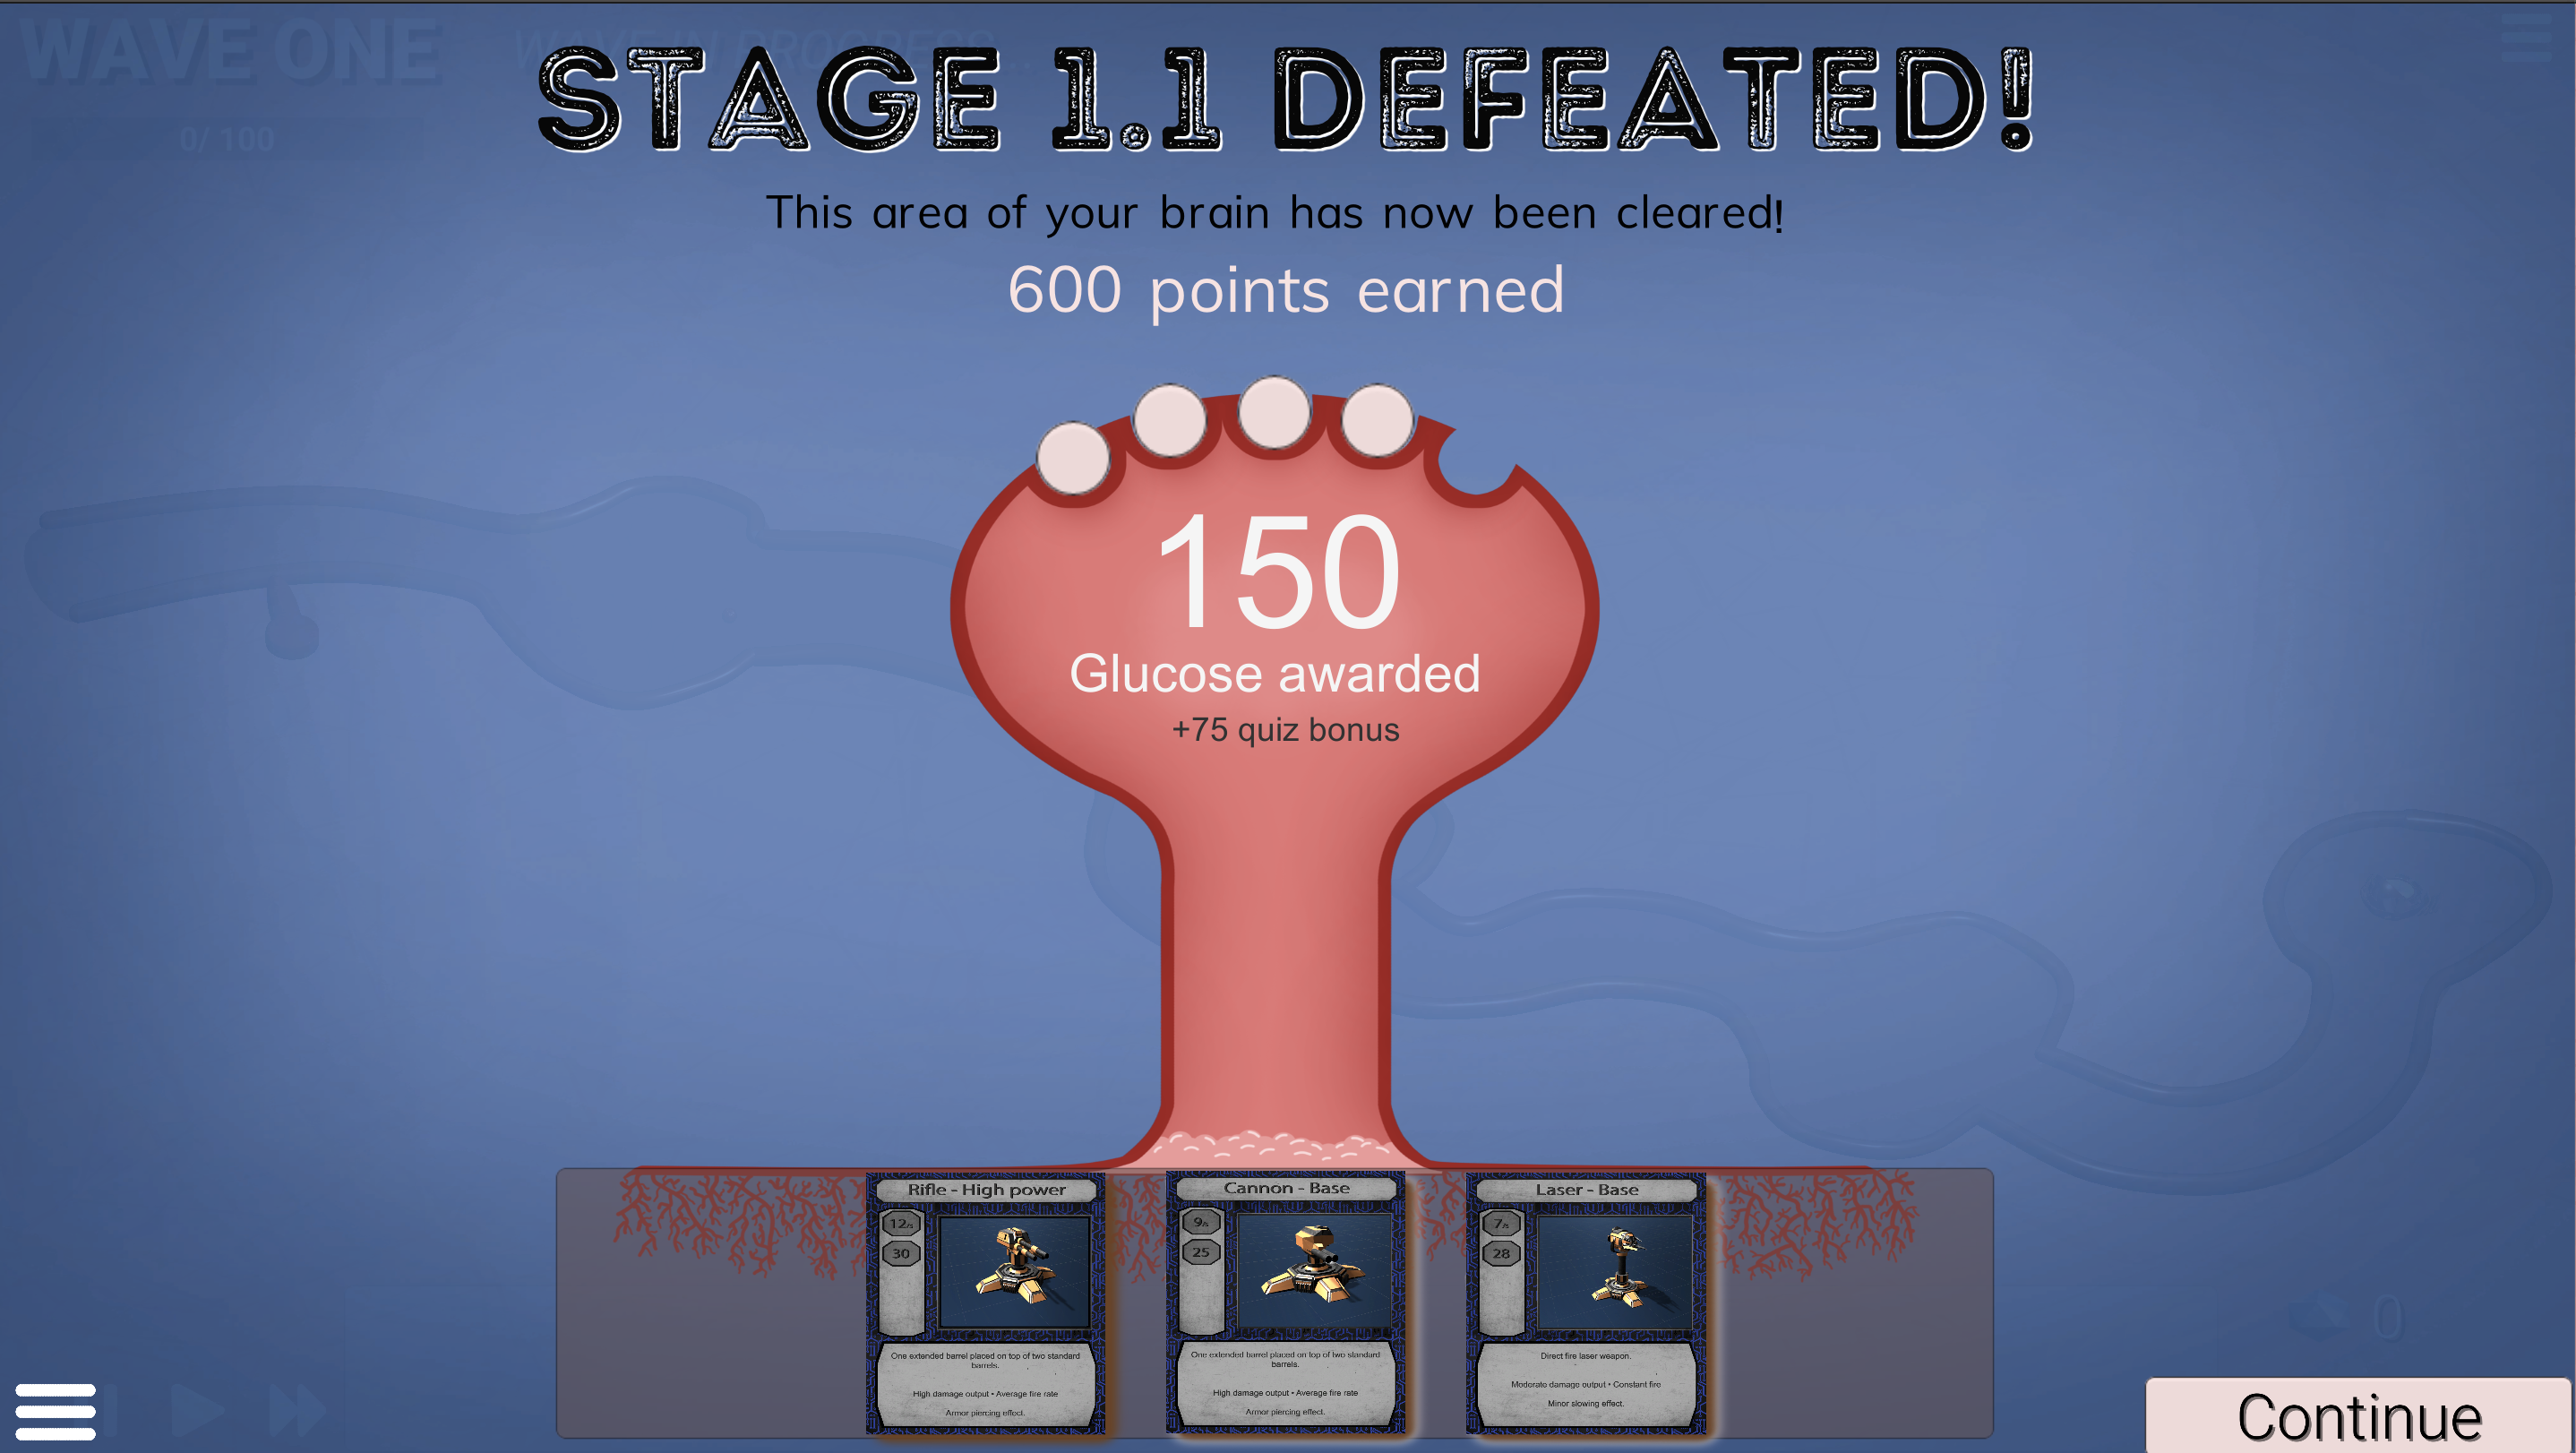 WAVE ONE
WAVE IN PROGRESS...
STAGE 1.1 DEFEATED!
0/ 100
This area of your brain has now been cleared!
600 points earned
150
Glucose awarded
+75 quiz bonus
Rifle - High power
12/s
30
One extended barrel placed on top of two standard
barrels.
High damage output • Average fire rate
Armor piercing effect.
Cannon - Base
9/s
25
One extended barrel placed on top of two standard
barrels.
High damage output • Average fire rate
Armor piercing effect.
Laser - Base
7/s
28
Direct fire laser weapon.
Moderate damage output • Constant fire
Minor slowing effect.
0
Continue